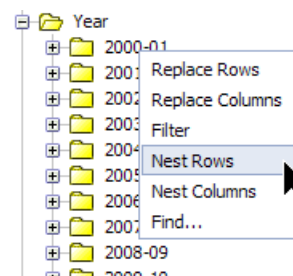 Year
2000-01
2001
2002
2003
2004
2005
2006
2007
2008-09
Replace Rows
Replace Columns
Filter
Nest Rows
Nest Columns
Find...